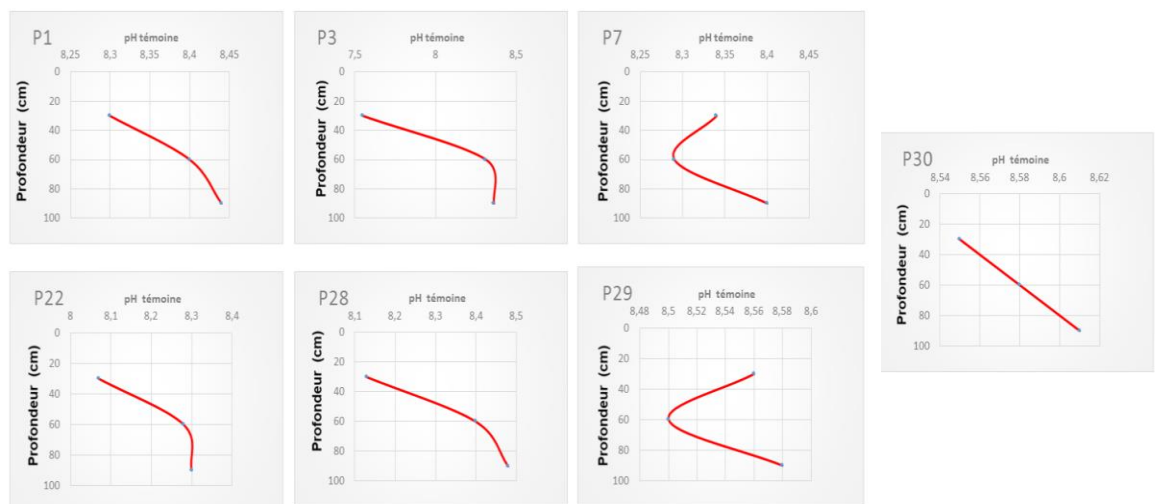 P1
pH témoine
8,25 8,3 8,35 8,4 8,45
0
20
40
60
80
100
Profondeur (cm)
P3
pH témoine
7,5 8 8,5
0
20
40
60
80
100
Profondeur (cm)
P7
pH témoine
8,25 8,3 8,35 8,4 8,45
0
20
40
60
80
100
Profondeur (cm)
P30
pH témoine
8,54 8,56 8,58 8,6 8,62
0
20
40
60
80
100
Profondeur (cm)
P22
pH témoine
8 8,1 8,2 8,3 8,4
0
20
40
60
80
100
Profondeur (cm)
P28
pH témoine
8,1 8,2 8,3 8,4 8,5
0
20
40
60
80
100
Profondeur (cm)
P29
pH témoine
8,48 8,5 8,52 8,54 8,56 8,58 8,6
0
20
40
60
80
100
Profondeur (cm)